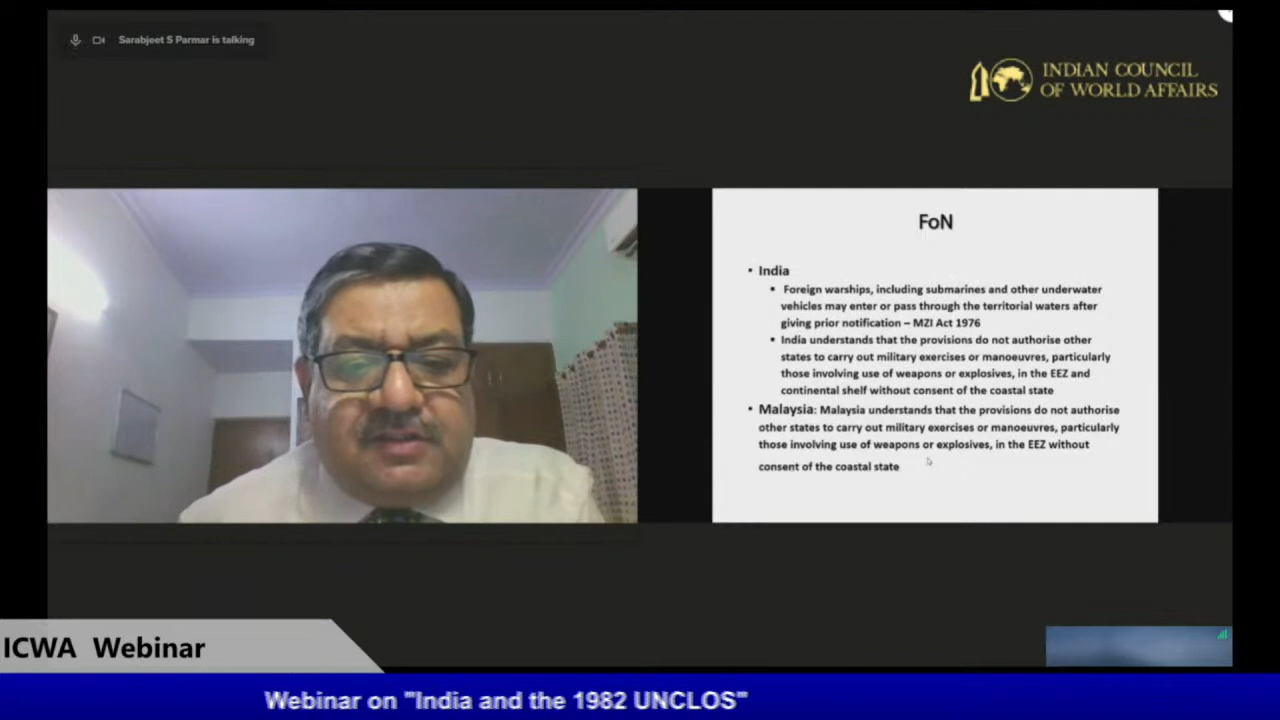 Sarabjeet S Parmar is talking
INDIAN COUNCIL
OF WORLD AFFAIRS
FoN
• India
• Foreign warships, including submarines and other underwater
vehicles may enter or pass through the territorial waters after
giving prior notification – MZI Act 1976
• India understands that the provisions do not authorise other
states to carry out military exercises or manoeuvres, particularly
those involving use of weapons or explosives, in the EEZ and
continental shelf without consent of the coastal state
• Malaysia: Malaysia understands that the provisions do not authorise
other states to carry out military exercises or manoeuvres, particularly
those involving use of weapons or explosives, in the EEZ without
consent of the coastal state
ICWA Webinar
Webinar on "India and the 1982 UNCLOS"